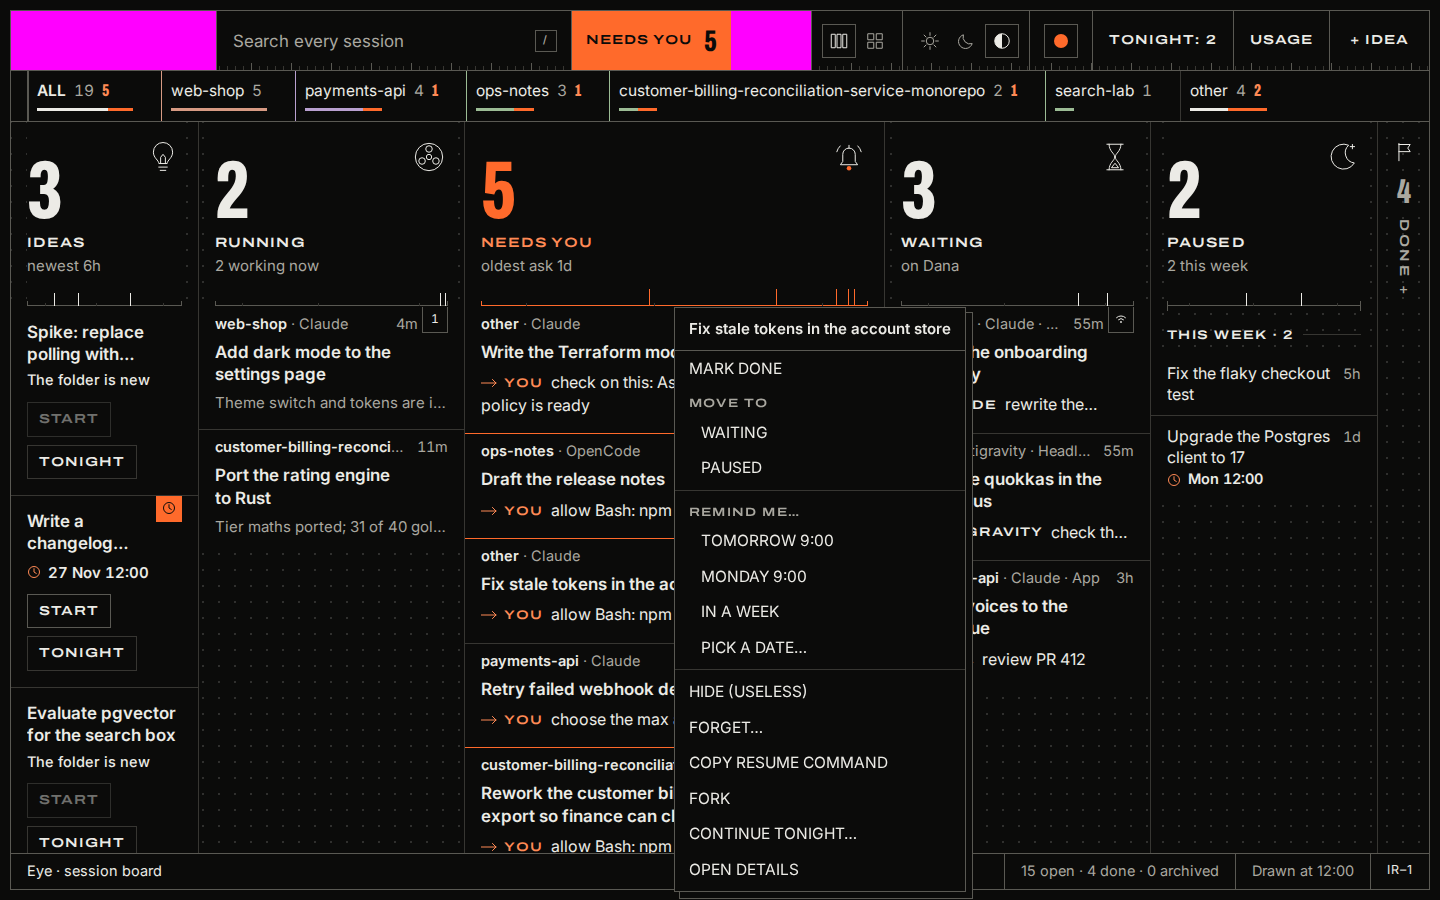 Search every session
/
NEEDS YOU 5
TONIGHT: 2
USAGE
+ IDEA
ALL 19 5
web-shop 5
payments-api 4 1
ops-notes 3 1
customer-billing-reconciliation-service-monorepo 2 1
search-lab 1
other 4 2
3
IDEAS
newest 6h
Spike: replace
polling with...
The folder is new
START
TONIGHT
Write a
changelog...
27 Nov 12:00
START
TONIGHT
Evaluate pgvector
for the search box
The folder is new
START
TONIGHT
2
RUNNING
2 working now
web-shop · Claude 4m 1
Add dark mode to the
settings page
Theme switch and tokens are i...
customer-billing-reconci... 11m
Port the rating engine
to Rust
Tier maths ported; 31 of 40 gol...
5
NEEDS YOU
oldest ask 1d
other · Claude
Write the Terraform
→ YOU check on this:
policy is ready
ops-notes · OpenCode
Draft the release notes
→ YOU allow Bash: npm
other · Claude
Fix stale tokens in the
→ YOU allow Bash: npm
payments-api · Claude
Retry failed webhook
→ YOU choose the max
Rework the customer
export so finance can
→ YOU allow Bash: npm
Fix stale tokens in the account store
MARK DONE
MOVE TO
WAITING
PAUSED
REMIND ME...
TOMORROW 9:00
MONDAY 9:00
IN A WEEK
PICK A DATE...
HIDE (USELESS)
FORGET...
COPY RESUME COMMAND
FORK
CONTINUE TONIGHT...
OPEN DETAILS
3
WAITING
on Dana
· Claude · ... 55m
onboarding
rewrite the...
· Headl... 55m
quokkas in the
check th...
-api · Claude · App 3h
to the
review PR 412
2
PAUSED
2 this week
THIS WEEK · 2
Fix the flaky checkout 5h
test
Upgrade the Postgres 1d
client to 17
Mon 12:00
4 DONE +
Eye · session board
15 open · 4 done · 0 archived
Drawn at 12:00
IR-1